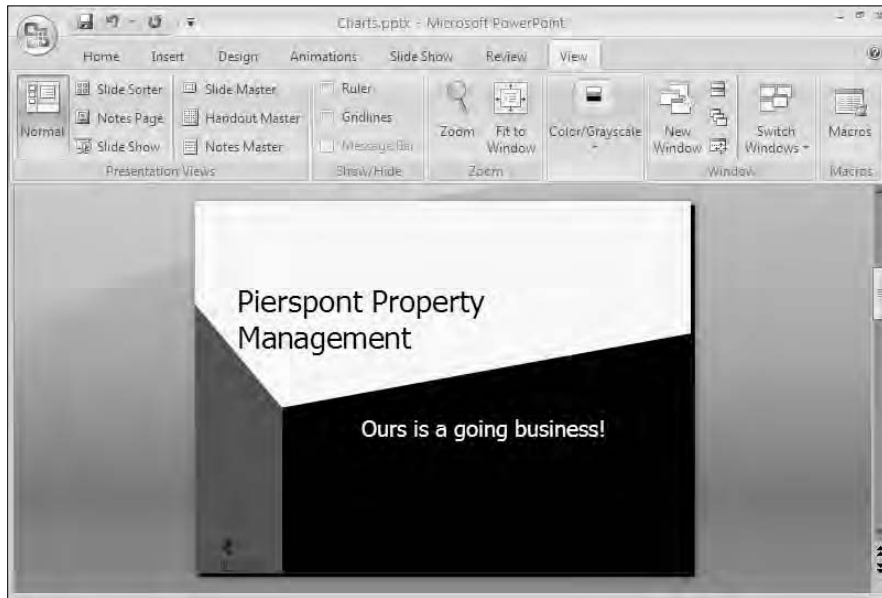 Charts.pptx - Microsoft PowerPoint
Home Insert Design Animations Slide Show Review View
Slide Sorter Slide Master Ruler
Notes Page Handout Master Gridlines
Normal Zoom Fit to Window Color/Grayscale New Window Switch Windows Macros
Slide Show Notes Master Message Bar
Presentation Views Show/Hide Zoom Window Macros
Pierspont Property
Management
Ours is a going business!